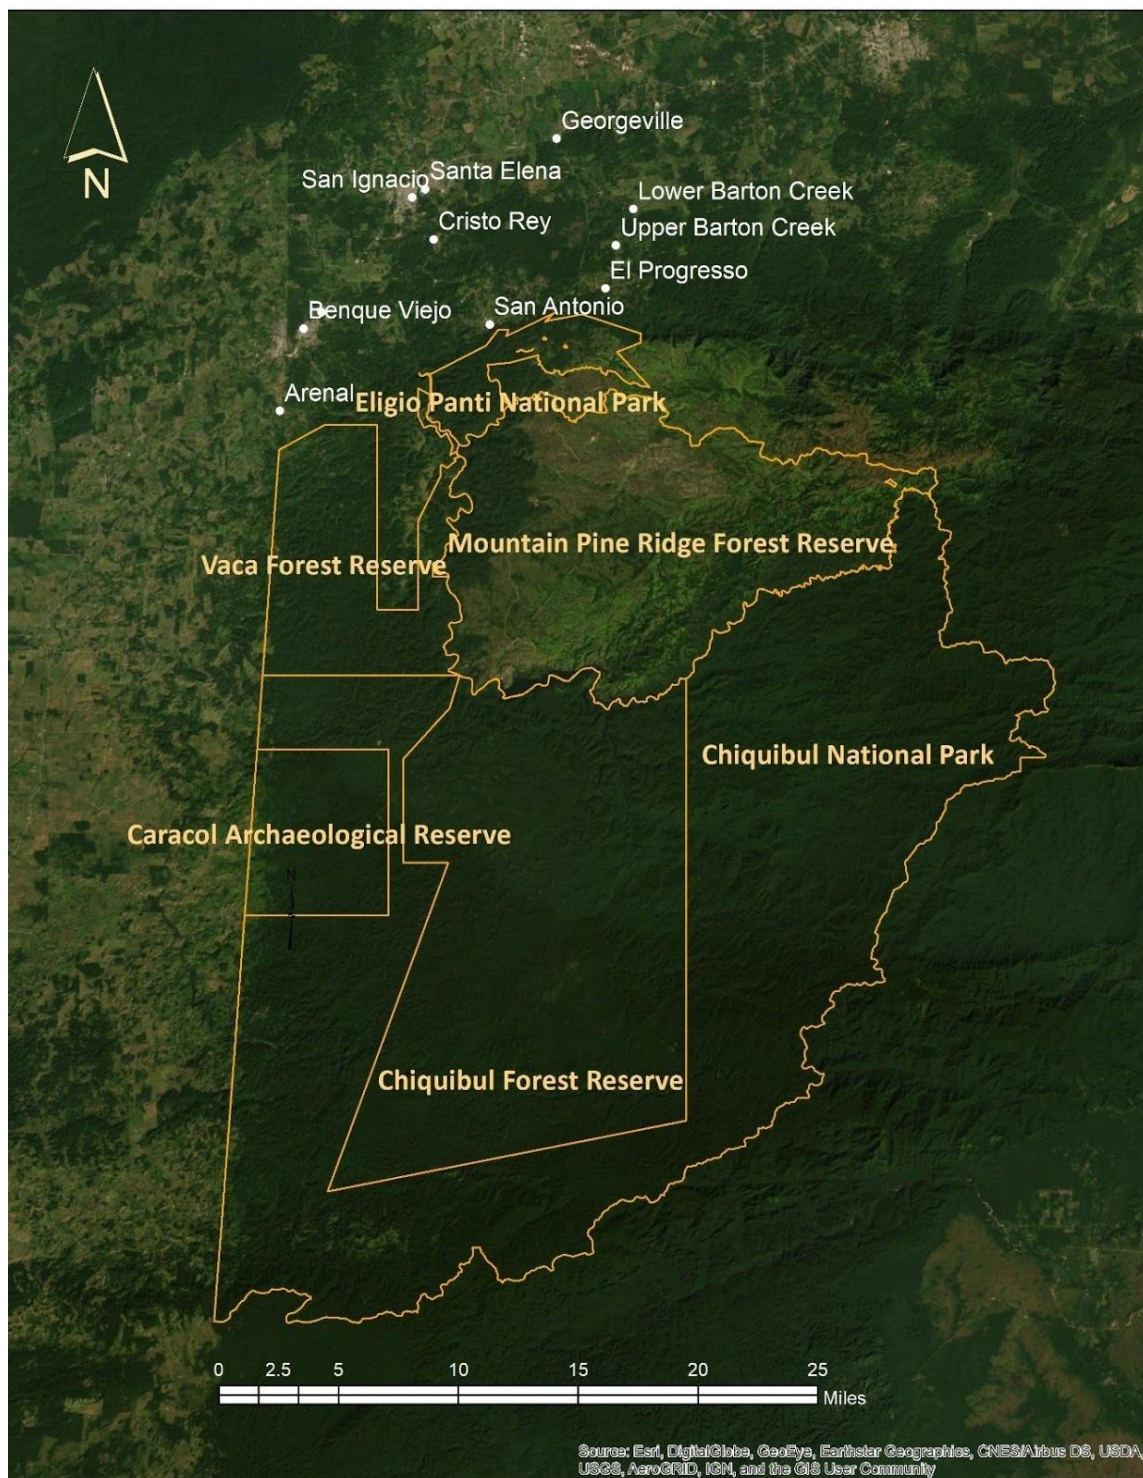 Georgeville
Santa Elena
San Ignacio
Lower Barton Creek
Cristo Rey
Upper Barton Creek
El Progresso
San Antonio
Benque Viejo
Arenal
N
Eligio Panti National Park
Mountain Pine Ridge Forest Reserve
Vaca Forest Reserve
Chiquibul National Park
Caracol Archaeological Reserve
N
Chiquibul Forest Reserve
0 2.5 5 10 15 20 25
Miles
Source: Esri, DigitalGlobe, GeoEye, Earthstar Geographics, CNES/Airbus DS, USDA,
USGS, AeroGRID, IGN, and the GIS User Community